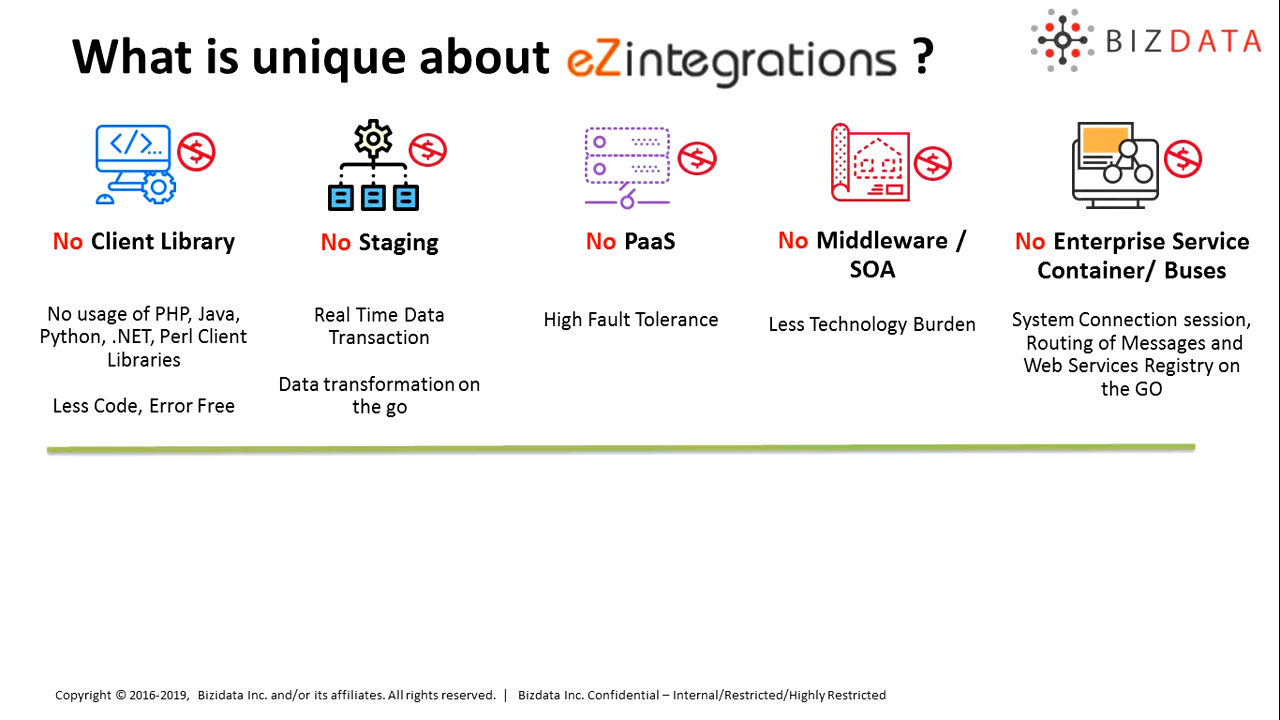 What is unique about eZintegrations ?
BIZDATA
No Client Library
No usage of PHP, Java,
Python, .NET, Perl Client
Libraries
Less Code, Error Free
No Staging
Real Time Data
Transaction
Data transformation on
the go
No PaaS
High Fault Tolerance
No Middleware /
SOA
Less Technology Burden
No Enterprise Service
Container/ Buses
System Connection session,
Routing of Messages and
Web Services Registry on
the GO
Copyright © 2016-2019, Bizidata Inc. and/or its affiliates. All rights reserved. | Bizdata Inc. Confidential – Internal/Restricted/Highly Restricted